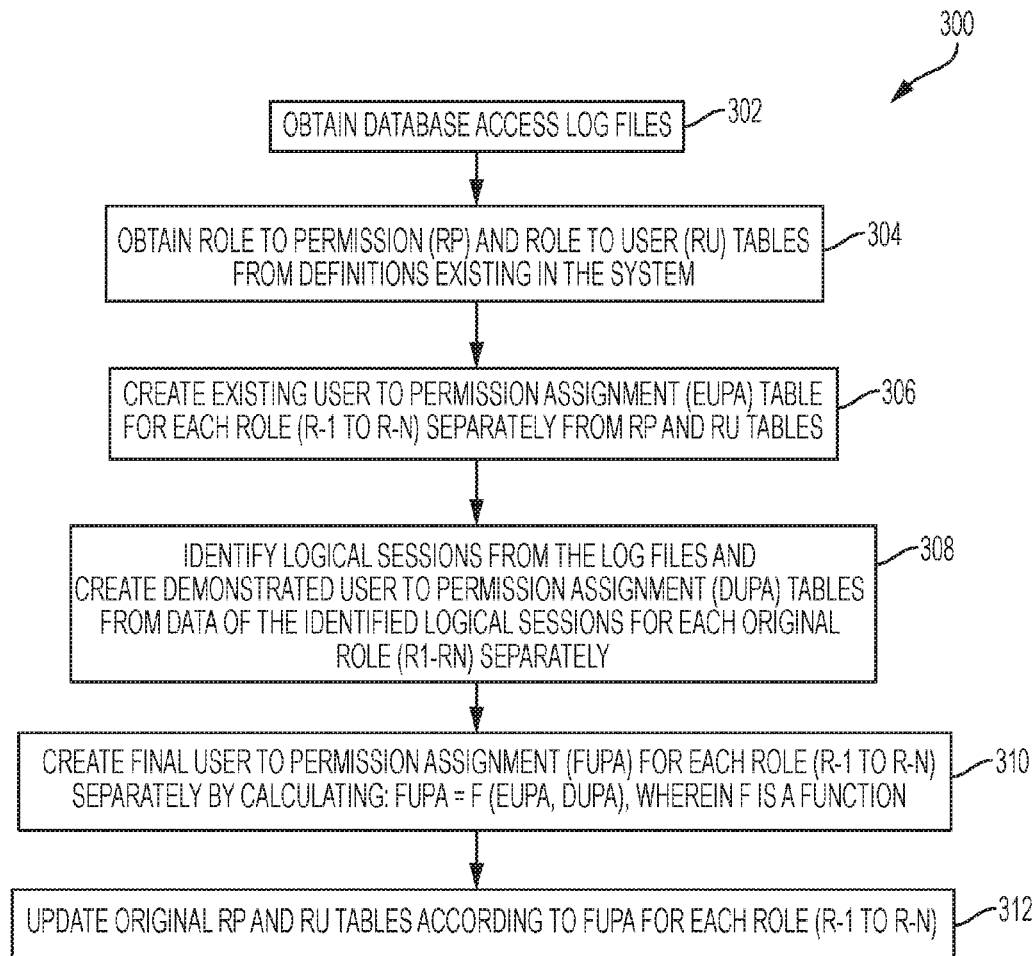 300
OBTAIN DATABASE ACCESS LOG FILES
302
OBTAIN ROLE TO PERMISSION (RP) AND ROLE TO USER (RU) TABLES
FROM DEFINITIONS EXISTING IN THE SYSTEM
304
CREATE EXISTING USER TO PERMISSION ASSIGNMENT (EUPA) TABLE
FOR EACH ROLE (R-1 TO R-N) SEPARATELY FROM RP AND RU TABLES
306
IDENTIFY LOGICAL SESSIONS FROM THE LOG FILES AND
CREATE DEMONSTRATED USER TO PERMISSION ASSIGNMENT (DUPA) TABLES
FROM DATA OF THE IDENTIFIED LOGICAL SESSIONS FOR EACH ORIGINAL
ROLE (R1-RN) SEPARATELY
308
CREATE FINAL USER TO PERMISSION ASSIGNMENT (FUPA) FOR EACH ROLE (R-1 TO R-N)
SEPARATELY BY CALCULATING: FUPA = F (EUPA, DUPA), WHEREIN F IS A FUNCTION
310
UPDATE ORIGINAL RP AND RU TABLES ACCORDING TO FUPA FOR EACH ROLE (R-1 TO R-N)
312